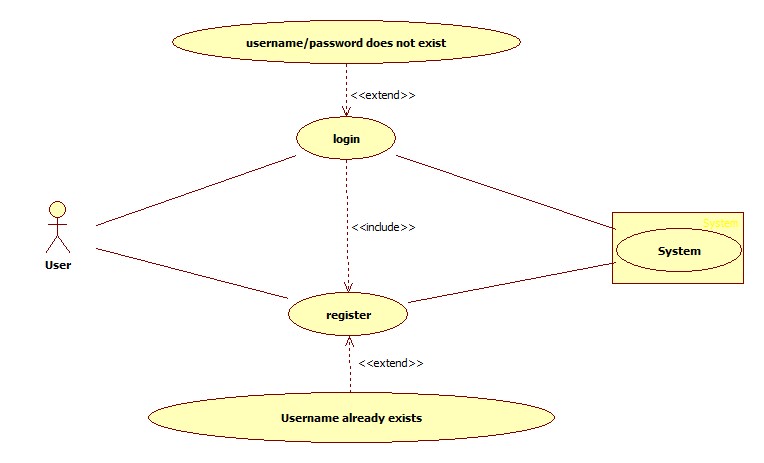 username/password does not exist
<<extend>>
login
<<include>>
User
System
System
register
<<extend>>
Username already exists